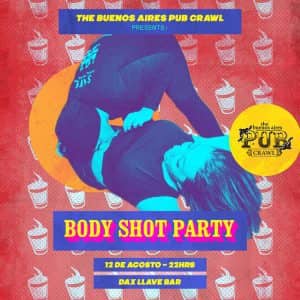 THE BUENOS AIRES PUB CRAWL
PRESENTS:
the
buenos aires
PUB
CRAWL
BODY SHOT PARTY
12 DE AGOSTO - 22HRS
DAX LLAVE BAR